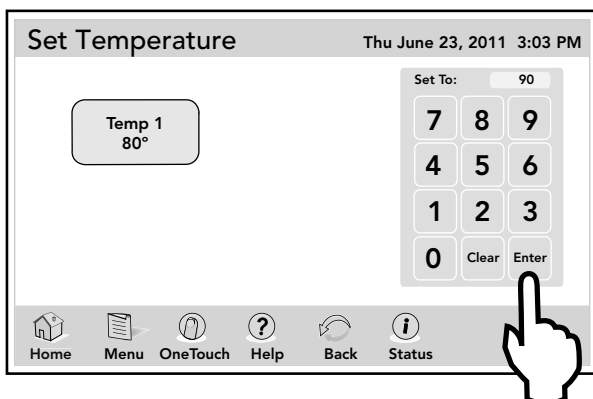 Set Temperature
Thu June 23, 2011 3:03 PM
Temp 1
80º
Set To: 90
7 8 9
4 5 6
1 2 3
0 Clear Enter
? i
Home Menu OneTouch Help Back Status